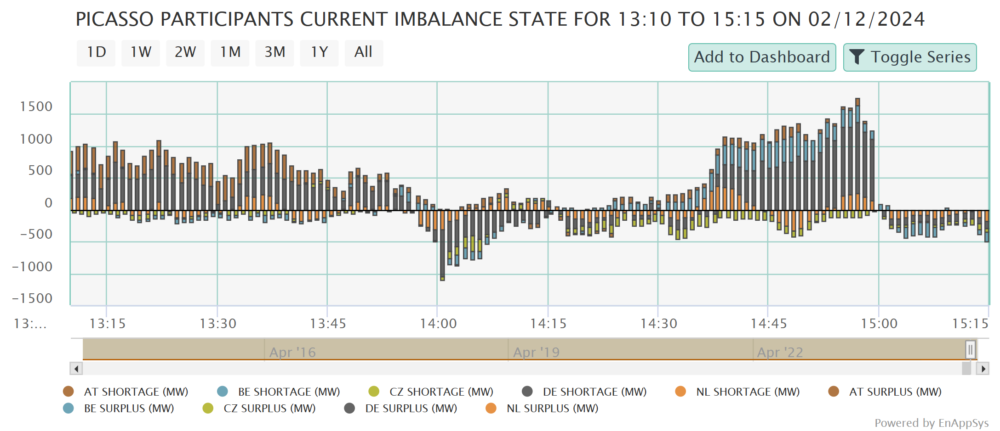 PICASSO PARTICIPANTS CURRENT IMBALANCE STATE FOR 13:10 TO 15:15 ON 02/12/2024
1D 1W 2W 1M 3M 1Y All Add to Dashboard Toggle Series
1500
1000
500
0
-500
-1000
-1500
13:... 13:15 13:30 13:45 14:00 14:15 14:30 14:45 15:00 15:15
Apr '16 Apr '19 Apr '22
AT SHORTAGE (MW) BE SHORTAGE (MW) CZ SHORTAGE (MW) DE SHORTAGE (MW) NL SHORTAGE (MW) AT SURPLUS (MW)
BE SURPLUS (MW) CZ SURPLUS (MW) DE SURPLUS (MW) NL SURPLUS (MW)
Powered by EnAppSys